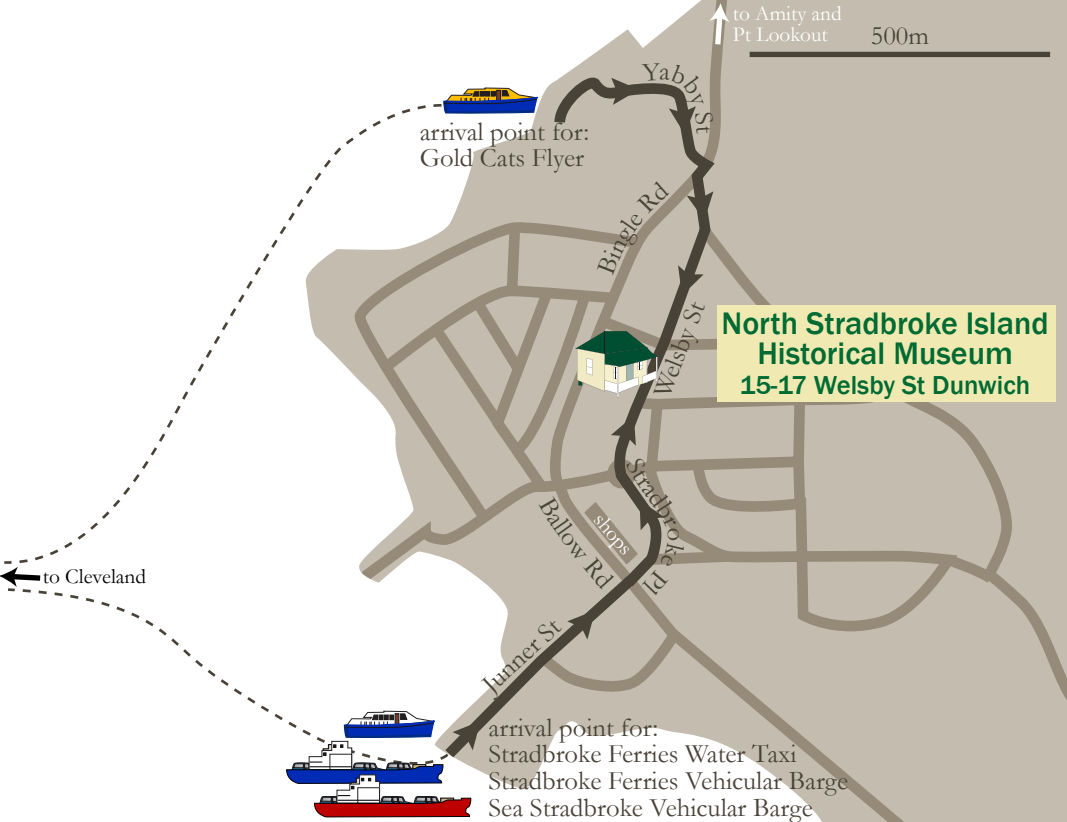 to Amity and
Pt Lookout
500m
Yabby St
arrival point for:
Gold Cats Flyer
Bingle Rd
Welsby St
North Stradbroke Island
Historical Museum
15-17 Welsby St Dunwich
Stradbroke Pl
shops
Ballow Rd
to Cleveland
Junner St
arrival point for:
Stradbroke Ferries Water Taxi
Stradbroke Ferries Vehicular Barge
Sea Stradbroke Vehicular Barge